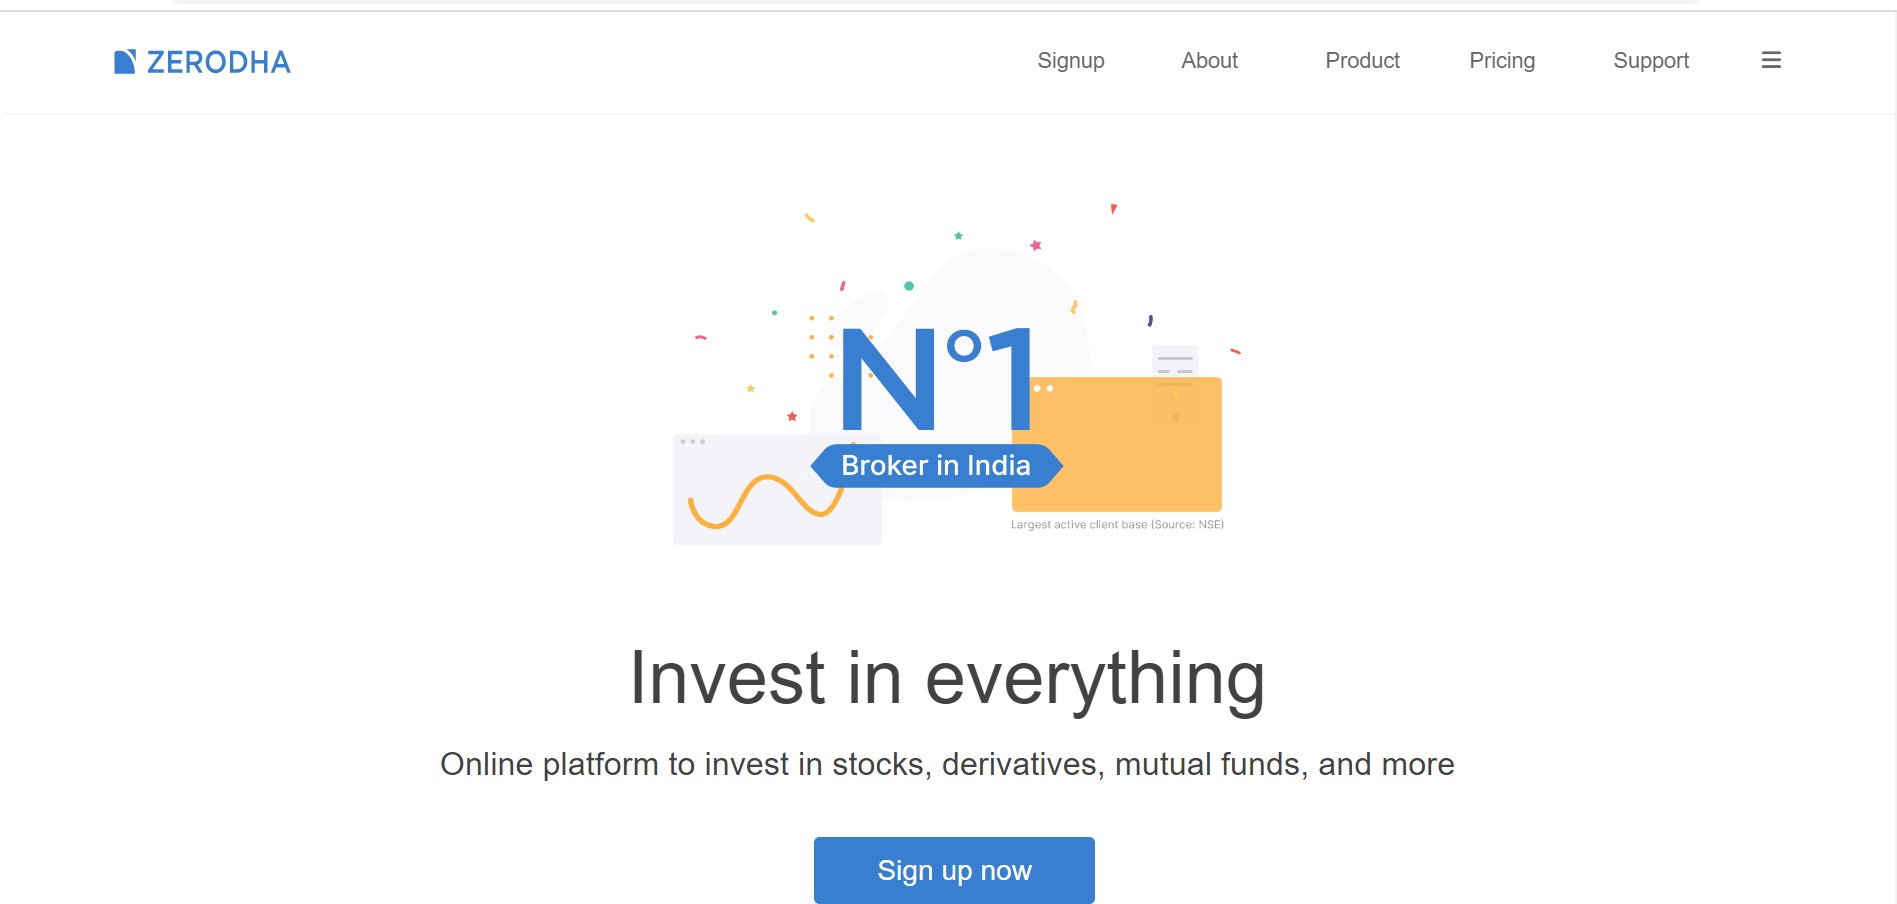 ZERODHA
Signup
About
Product
Pricing
Support
N°1
Broker in India
Largest active client base (Source: NSE)
Invest in everything
Online platform to invest in stocks, derivatives, mutual funds, and more
Sign up now